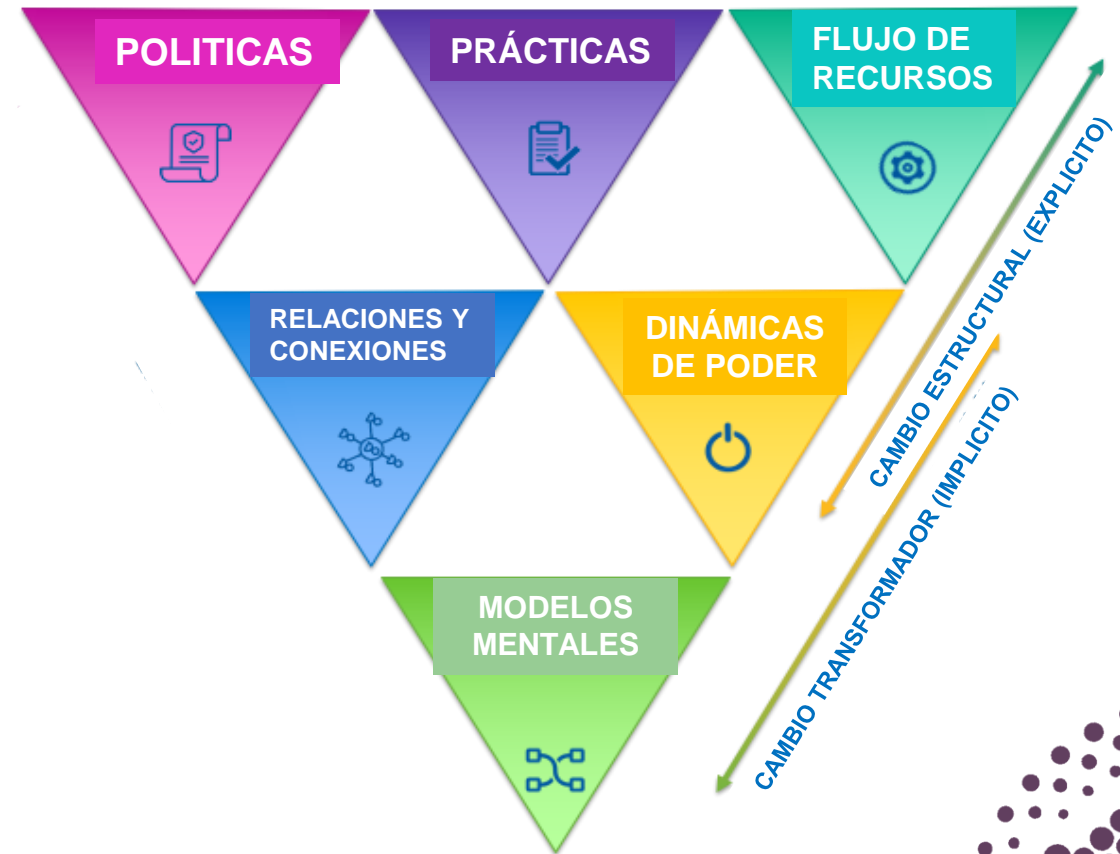 POLITICAS
PRÁCTICAS
FLUJO DE
RECURSOS
RELACIONES Y
CONEXIONES
DINÁMICAS
DE PODER
MODELOS
MENTALES
CAMBIO ESTRUCTURAL (EXPLICITO)
CAMBIO TRANSFORMADOR (IMPLICITO)